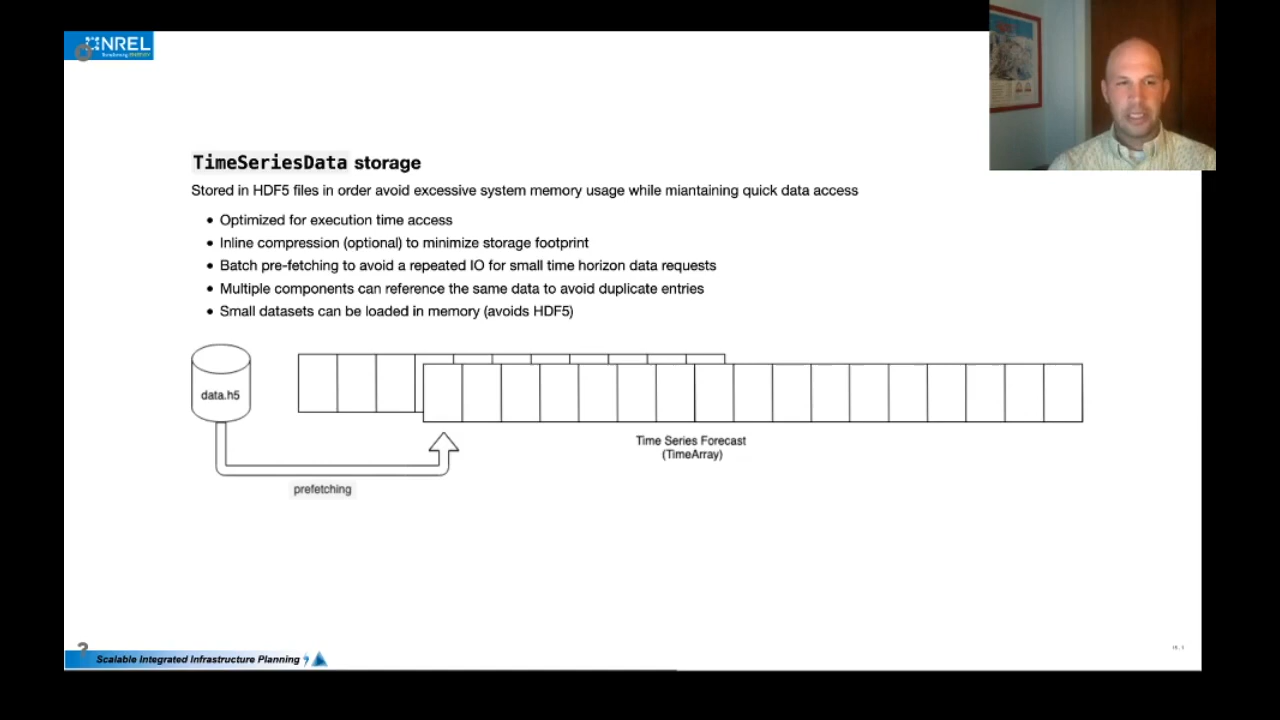 NREL
Transforming ENERGY
TimeSeriesData storage
Stored in HDF5 files in order avoid excessive system memory usage while miantaining quick data access
• Optimized for execution time access
• Inline compression (optional) to minimize storage footprint
• Batch pre-fetching to avoid a repeated IO for small time horizon data requests
• Multiple components can reference the same data to avoid duplicate entries
• Small datasets can be loaded in memory (avoids HDF5)
data.h5
Time Series Forecast
(TimeArray)
prefetching
?
Scalable Integrated Infrastructure Planning